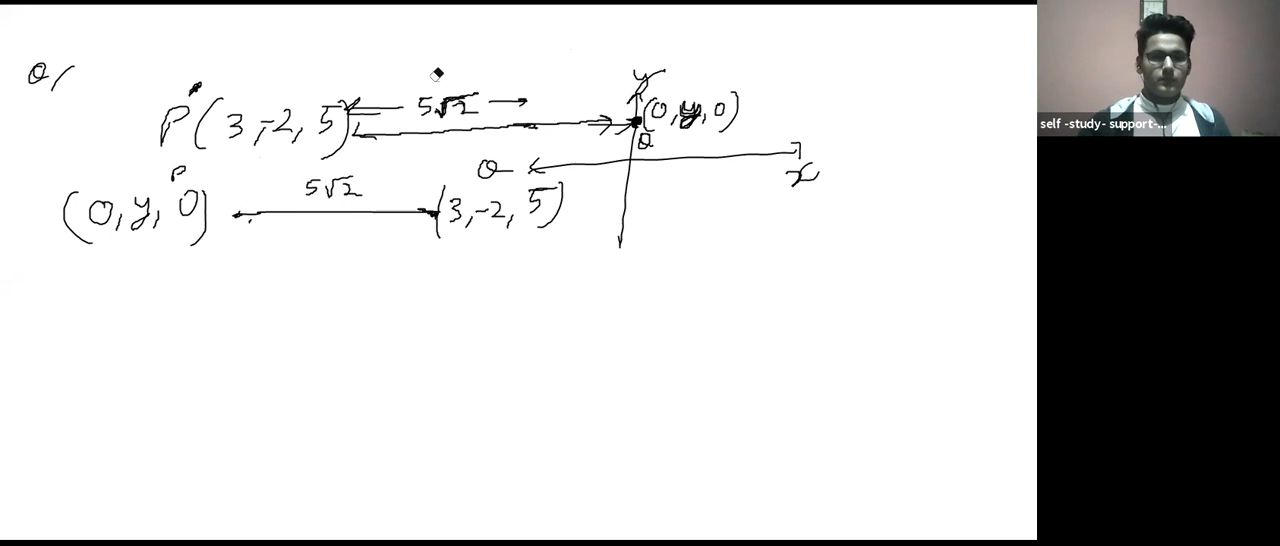 Q/
y
P(3,-2,5) 5√2 (0,y,0)
Q
x
P
(0,y,0) 5√2 (3,-2,5)
self -study- support-...